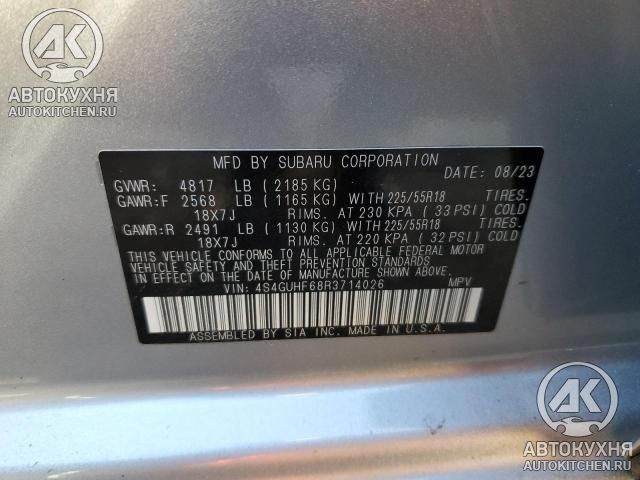 AK
АВТОКУХНЯ
AUTOKITCHEN.RU
MFD BY SUBARU CORPORATION
DATE: 08/23
GVWR: 4817 LB (2185 KG)
GAWR:F 2568 LB (1165 KG) WITH 225/55R18 TIRES.
18X7J RIMS. AT 230 KPA (33 PSI) COLD
GAWR:R 2491 LB (1130 KG) WITH 225/55R18 TIRES.
18X7J RIMS. AT 220 KPA (32 PSI) COLD
THIS VEHICLE CONFORMS TO ALL APPLICABLE FEDERAL MOTOR
VEHICLE SAFETY AND THEFT PREVENTION STANDARDS IN EFFECT
ON THE DATE OF MANUFACTURE SHOWN ABOVE.
VIN: 4S4GUHF68R3714026 MPV
ASSEMBLED BY SIA INC. MADE IN U.S.A.
AK
АВТОКУХНЯ
AUTOKITCHEN.RU